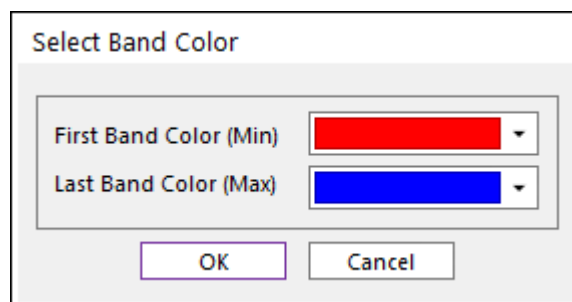 Select Band Color
First Band Color (Min)
Last Band Color (Max)
OK Cancel